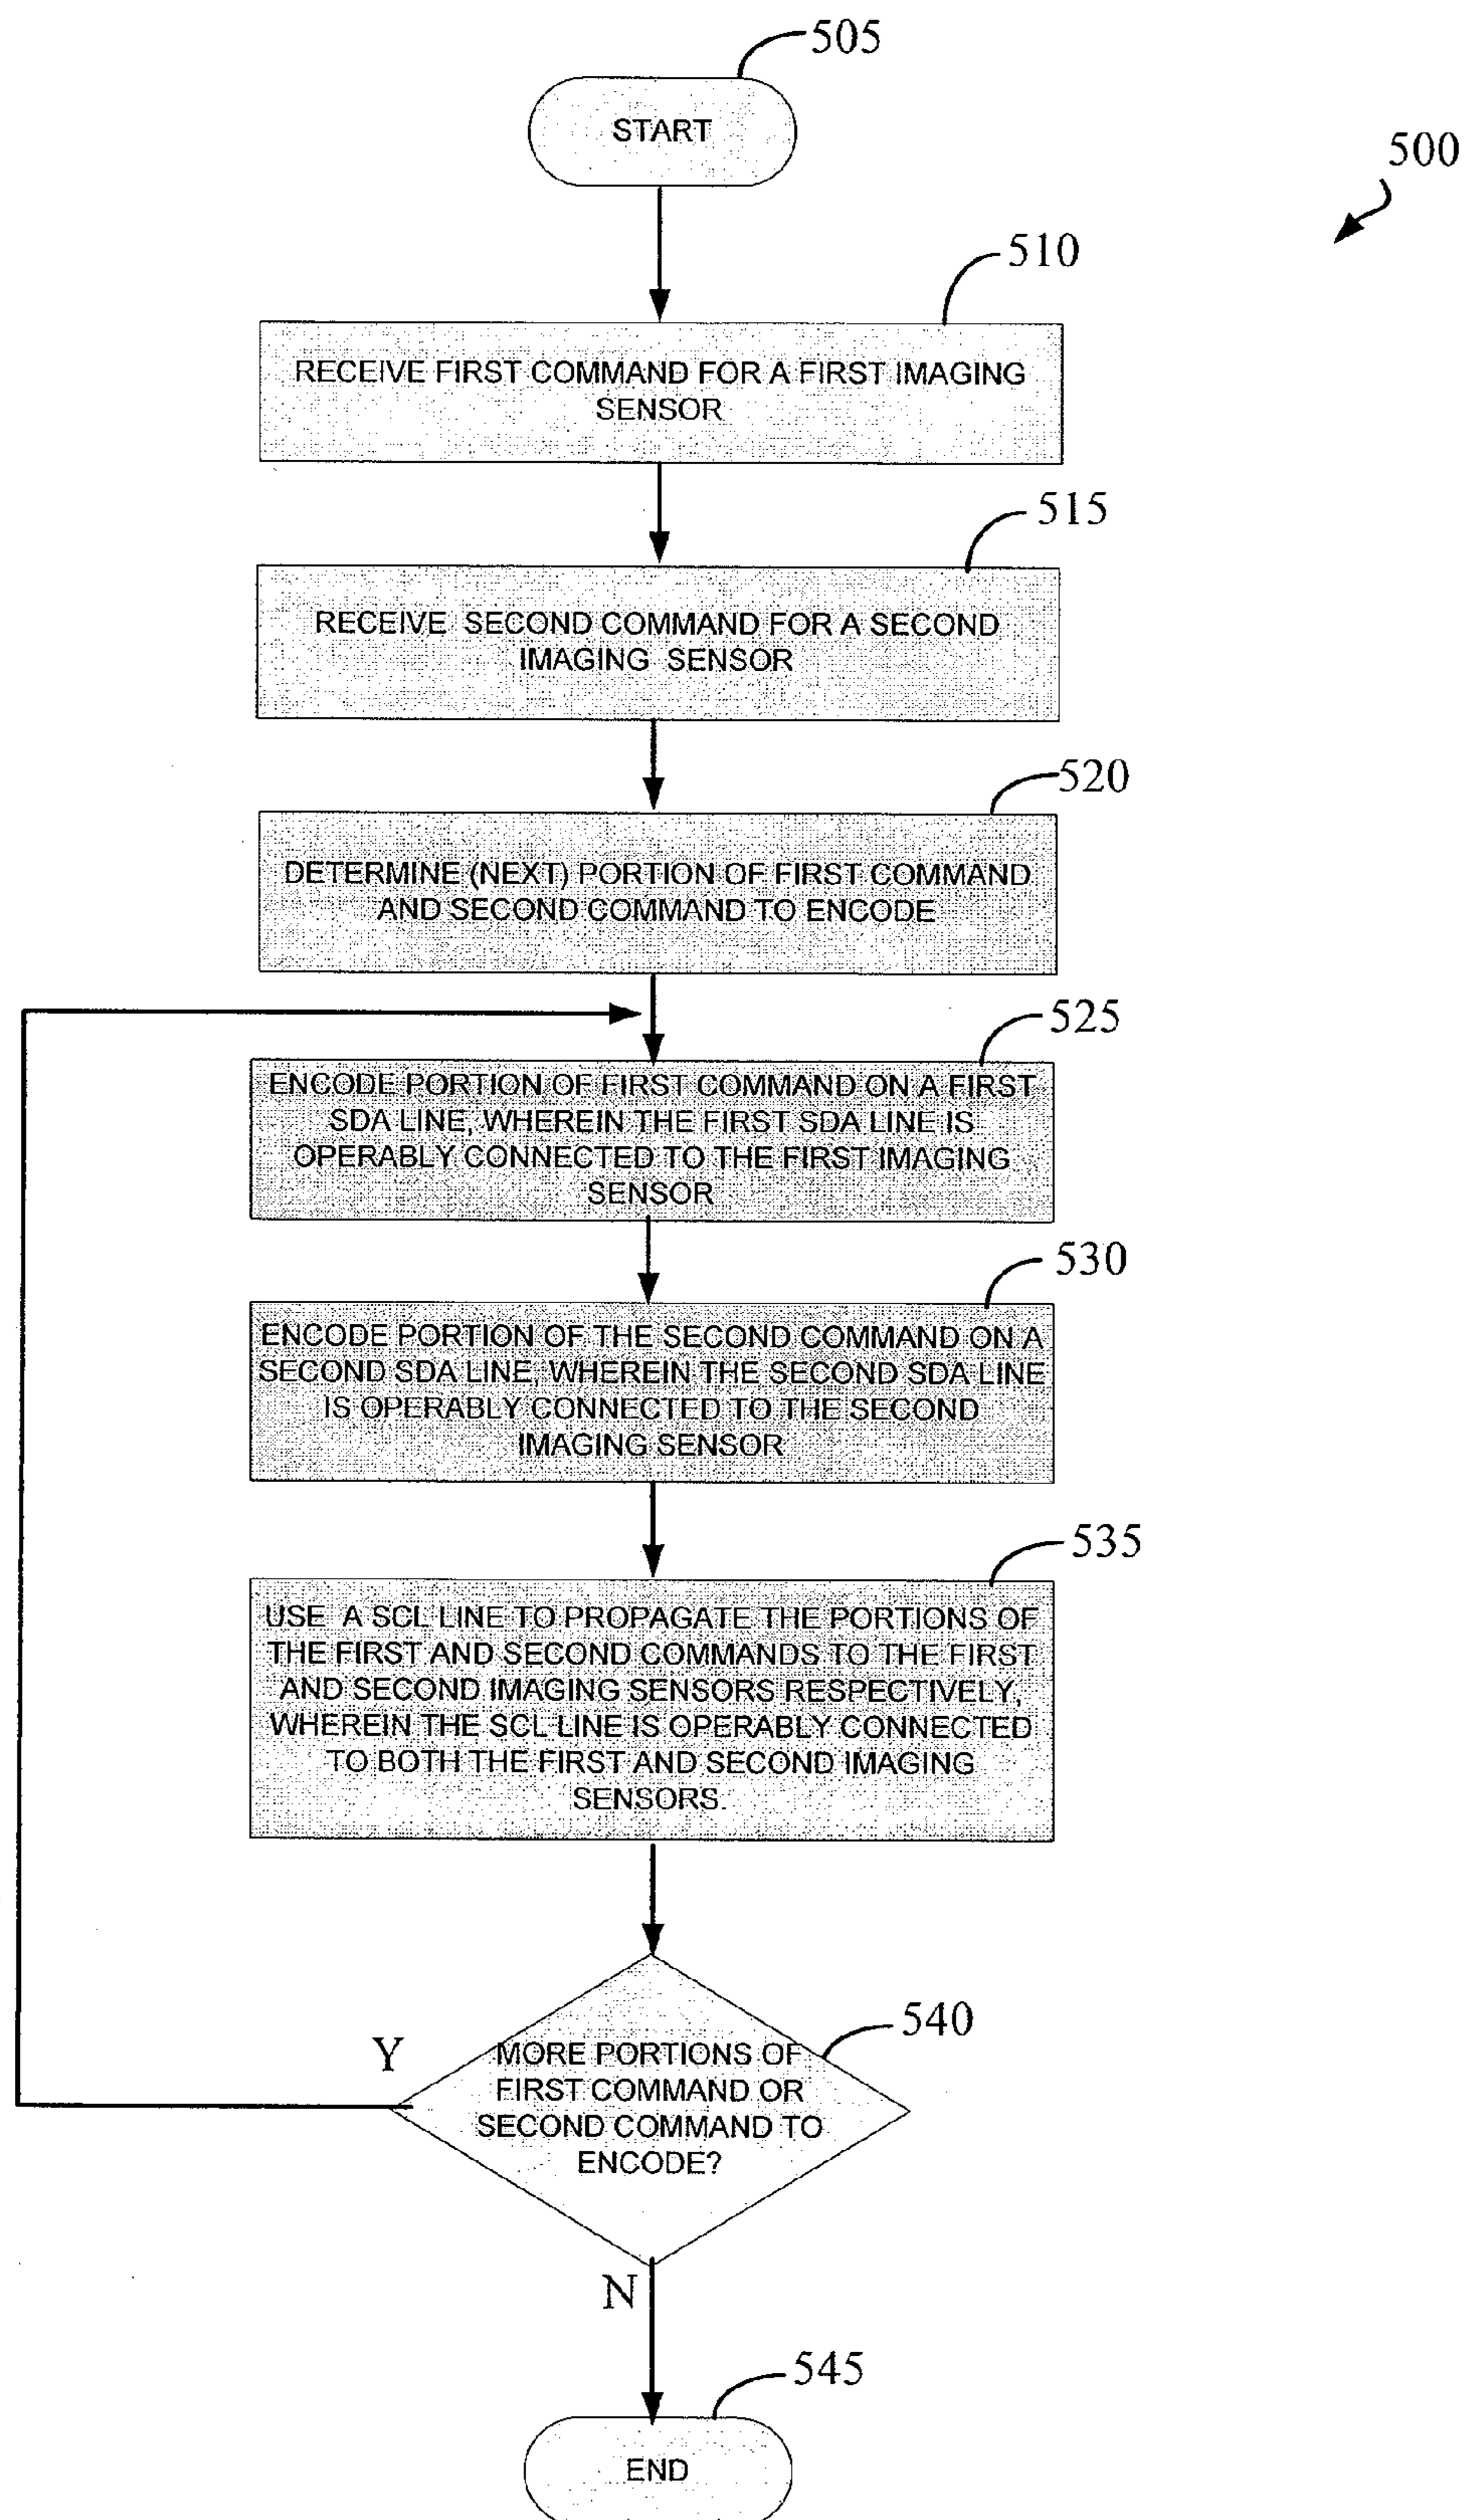 505
START
500
510
RECEIVE FIRST COMMAND FOR A FIRST IMAGING
SENSOR
515
RECEIVE SECOND COMMAND FOR A SECOND
IMAGING SENSOR
520
DETERMINE (NEXT) PORTION OF FIRST COMMAND
AND SECOND COMMAND TO ENCODE
525
ENCODE PORTION OF FIRST COMMAND ON A FIRST
SDA LINE, WHEREIN THE FIRST SDA LINE IS
OPERABLY CONNECTED TO THE FIRST IMAGING
SENSOR
530
ENCODE PORTION OF THE SECOND COMMAND ON A
SECOND SDA LINE, WHEREIN THE SECOND SDA LINE
IS OPERABLY CONNECTED TO THE SECOND
IMAGING SENSOR
535
USE A SCL LINE TO PROPAGATE THE PORTIONS OF
THE FIRST AND SECOND COMMANDS TO THE FIRST
AND SECOND IMAGING SENSORS RESPECTIVELY,
WHEREIN THE SCL LINE IS OPERABLY CONNECTED
TO BOTH THE FIRST AND SECOND IMAGING
SENSORS.
540
Y
MORE PORTIONS OF
FIRST COMMAND OR
SECOND COMMAND TO
ENCODE?
N
545
END